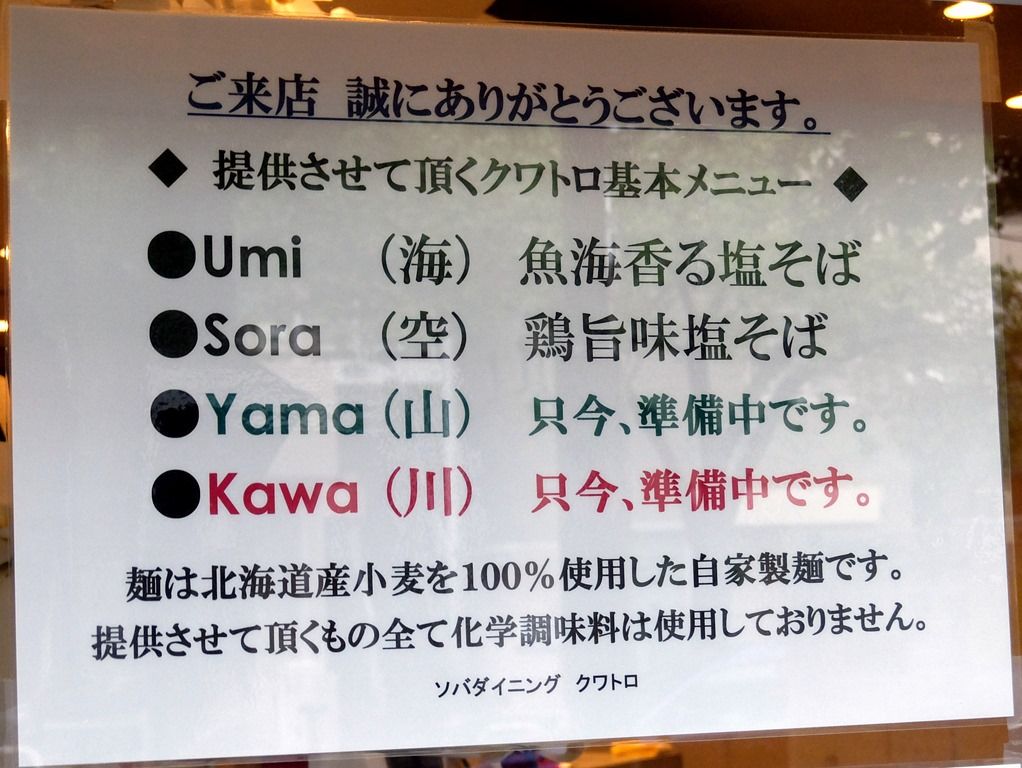 ご来店 誠にありがとうございます。
◆ 提供させて頂くクワトロ基本メニュー ◆
●Umi （海） 魚海香る塩そば
●Sora （空） 鶏旨味塩そば
●Yama（山） 只今、準備中です。
●Kawa（川） 只今、準備中です。
麺は北海道産小麦を100%使用した自家製麺です。
提供させて頂くもの全て化学調味料は使用しておりません。
ソバダイニング クワトロ